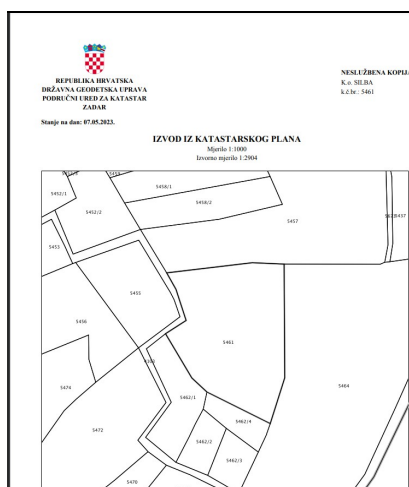 REPUBLIKA HRVATSKA
DRŽAVNA GEODETSKA UPRAVA
PODRUČNI URED ZA KATASTAR
ZADAR
Stanje na dan: 07.05.2023.
NESLUŽBENA KOPIJA
K.o. SILBA
k.č.br.: 5461
IZVOD IZ KATASTARSKOG PLANA
Mjerilo 1:1000
Izvorno mjerilo 1:2904
5459
5458/1
5452/1
5458/2
5452/2
5457
5453
5455
5456
5461
5464
5474
5462/1
5462/4
5472
5462/2
5462/3
5470